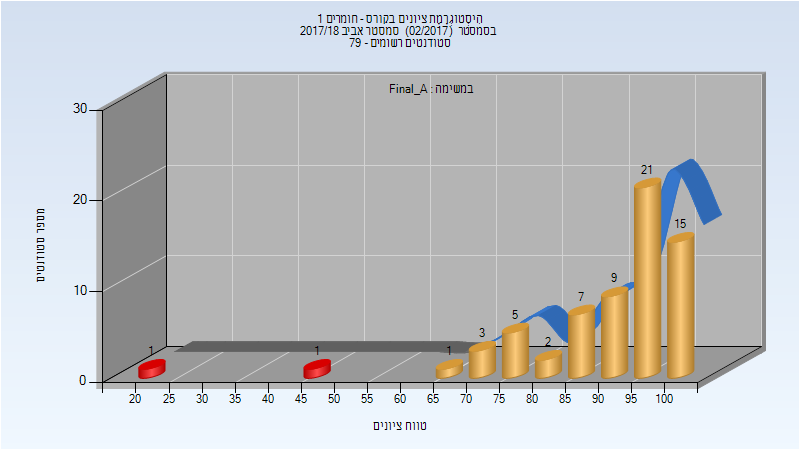 היסטוגרמת ציונים בקורס - חומרים 1
בסמסטר (02/2017) סמסטר אביב 2017/18
סטודנטים רשומים - 79
במשימה : Final_A
מספר סטודנטים
30
20
10
0
1
1
1
3
5
2
7
9
21
15
20 25 30 35 40 45 50 55 60 65 70 75 80 85 90 95 100
טווח ציונים